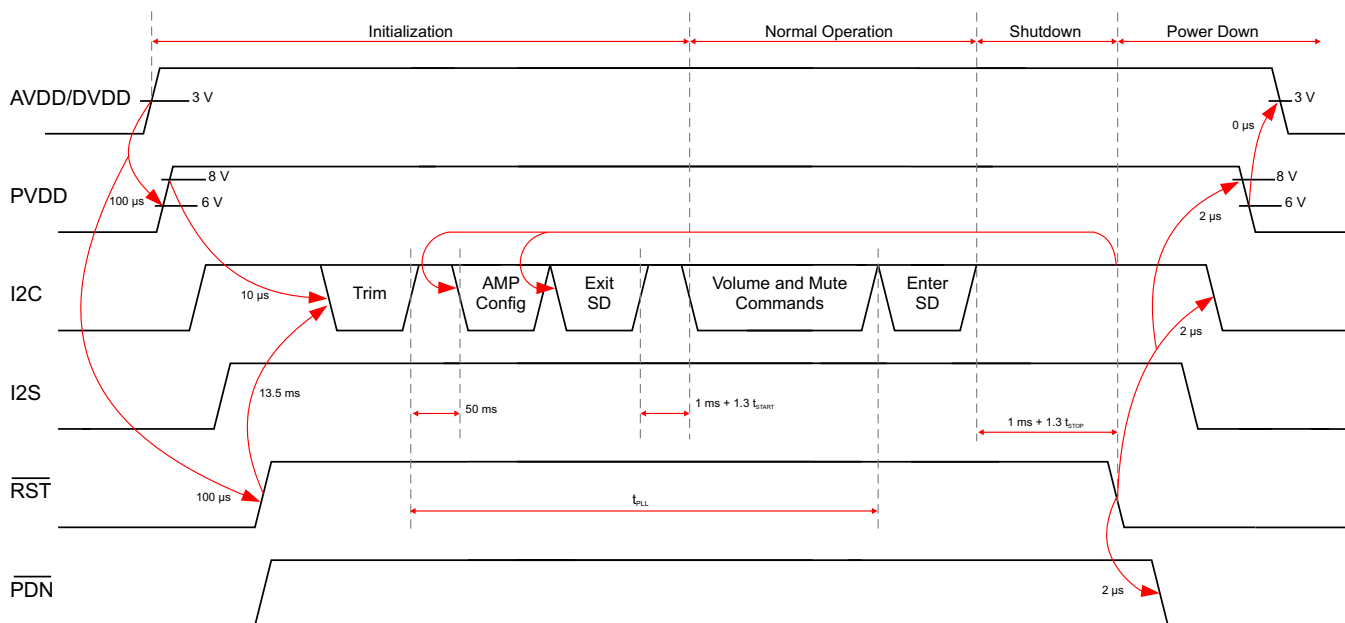 Initialization
Normal Operation
Shutdown
Power Down
AVDD/DVDD
3 V
3 V
0 µs
PVDD
8 V
100 µs
6 V
8 V
2 µs
6 V
I2C
10 µs
Trim
AMP
Config
Exit
SD
Volume and Mute
Commands
Enter
SD
2 µs
I2S
13.5 ms
50 ms
1 ms + 1.3 tSTART
1 ms + 1.3 tSTOP
RST
100 µs
tPLL
PDN
2 µs